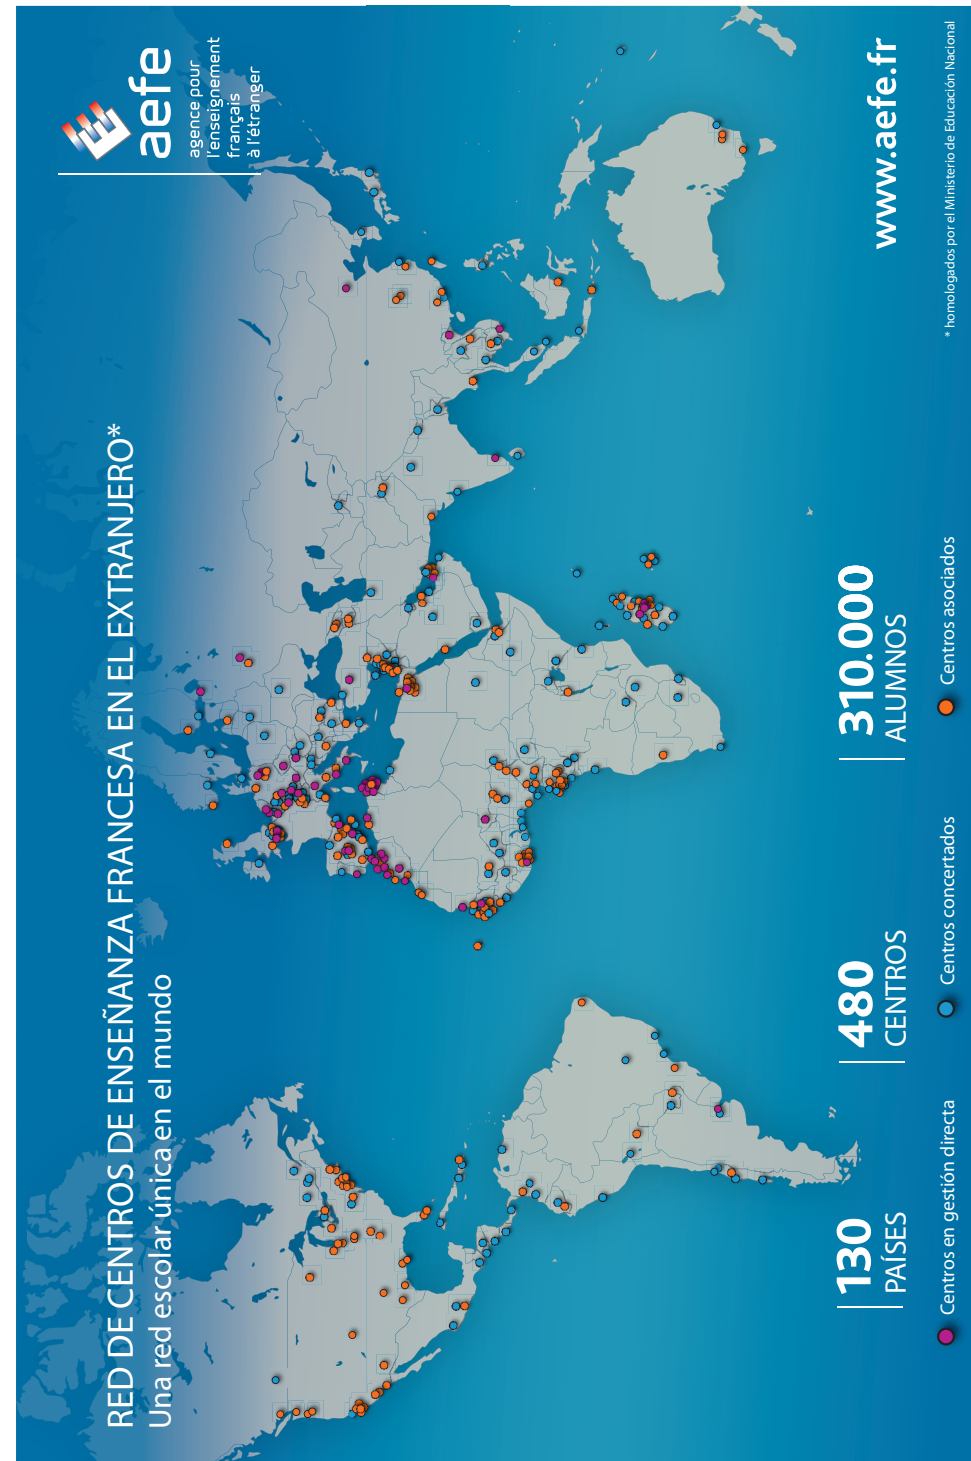 RED DE CENTROS DE ENSEÑANZA FRANCESA EN EL EXTRANJERO*
Una red escolar única en el mundo
aefe
agence pour
l'enseignement
français
à l'étranger
130
PAÍSES
480
CENTROS
310.000
ALUMNOS
www.aefe.fr
Centros en gestión directa
Centros concertados
Centros asociados
* homologados por el Ministerio de Educación Nacional